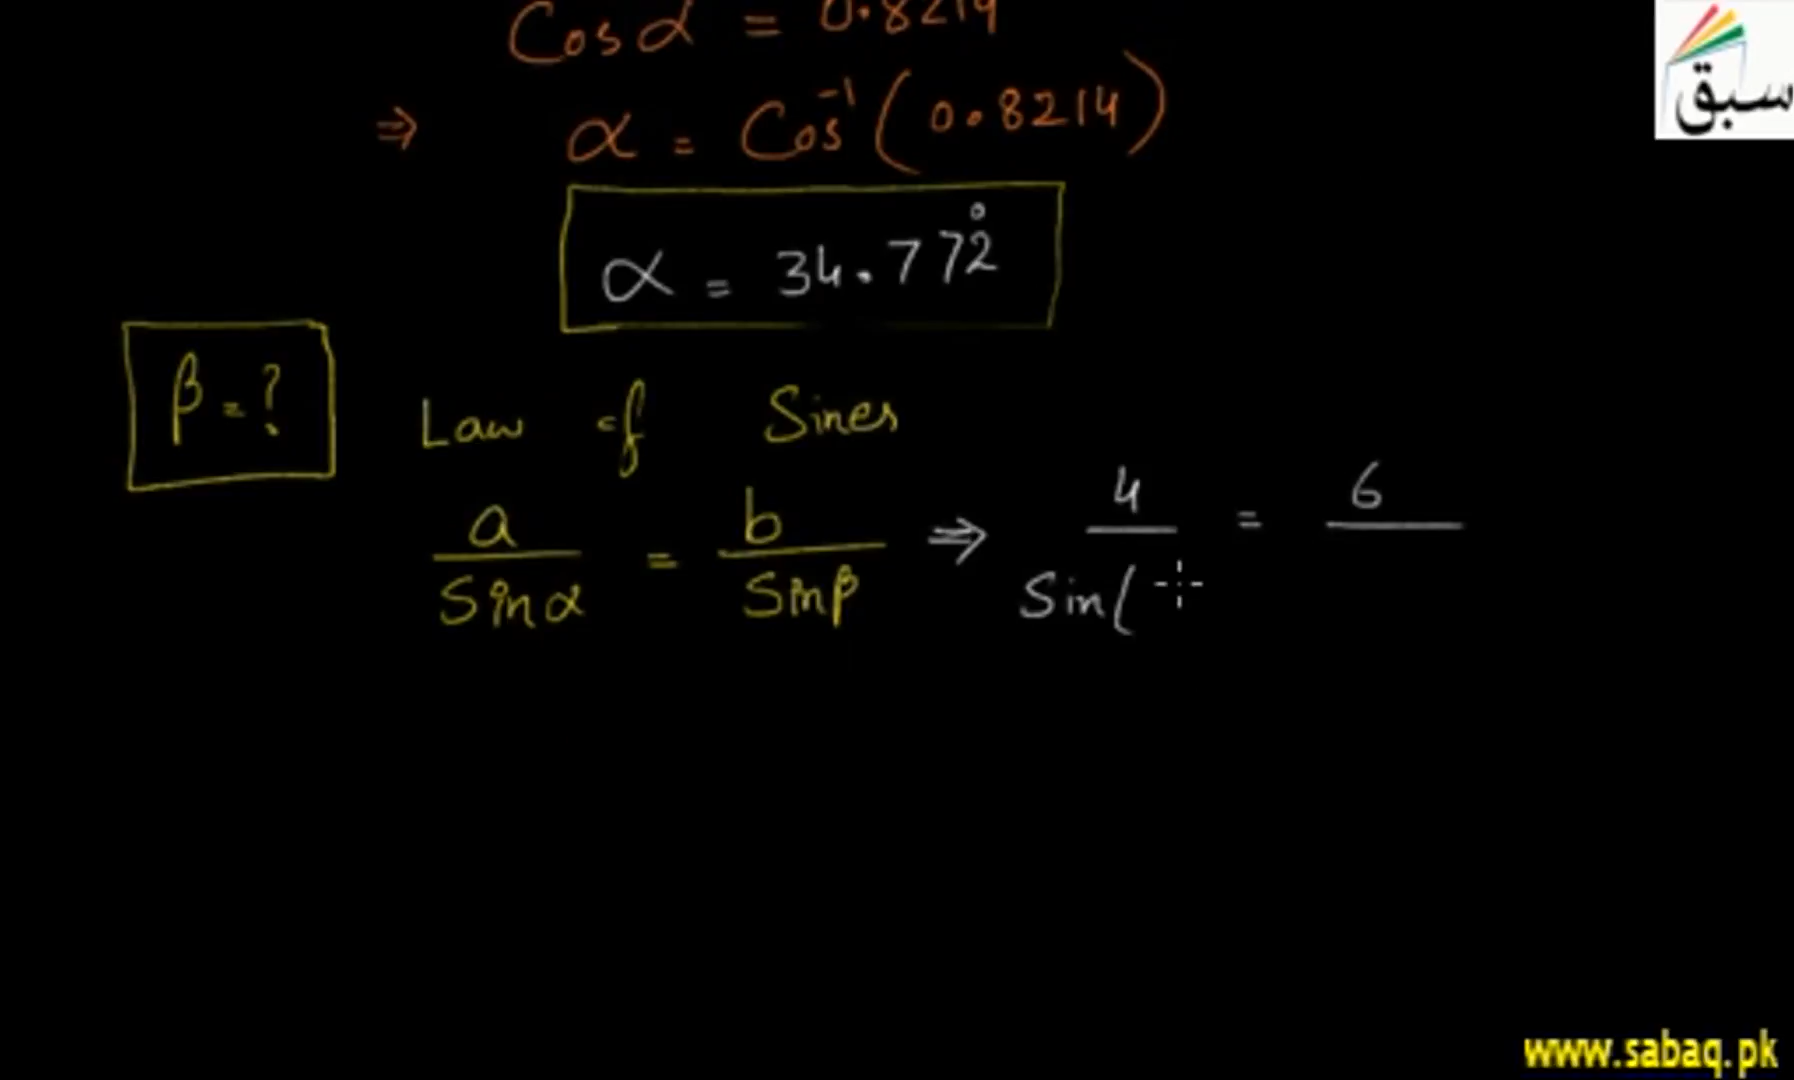 Cos α = 0.8214
⇒ α = Cos⁻¹(0.8214)
α = 34.772°
β = ?
Law of Sines
a/Sinα = b/Sinβ ⇒ 4/Sin( = 6/
سبق
www.sabaq.pk